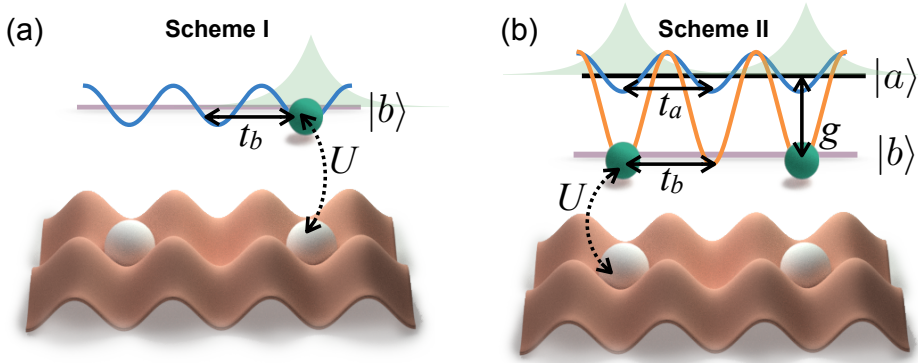 (a) Scheme I
|b⟩
t_b
U
(b) Scheme II
|a⟩
t_a
g
|b⟩
t_b
U